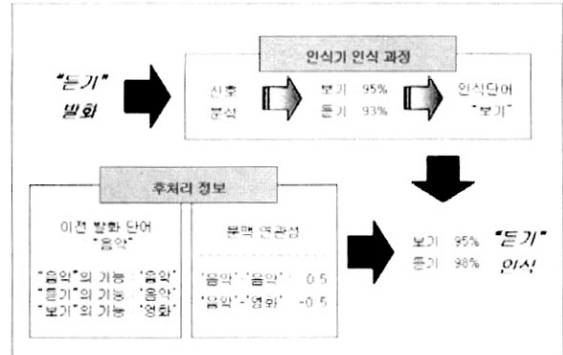 인식기 인식 과정
"듣기"
발화
신호
분석
보기 95%
듣기 93%
인식단어
"보기"
후처리 정보
이전 발화 단어
"음악"
"음악"의 기능 : '음악'
"듣기"의 기능 : '음악'
"보기"의 기능 : '영화'
문맥 연관성
'음악'-'음악' : 0.5
'음악'-'영화' : -0.5
보기 95%
듣기 98%
"듣기"
인식